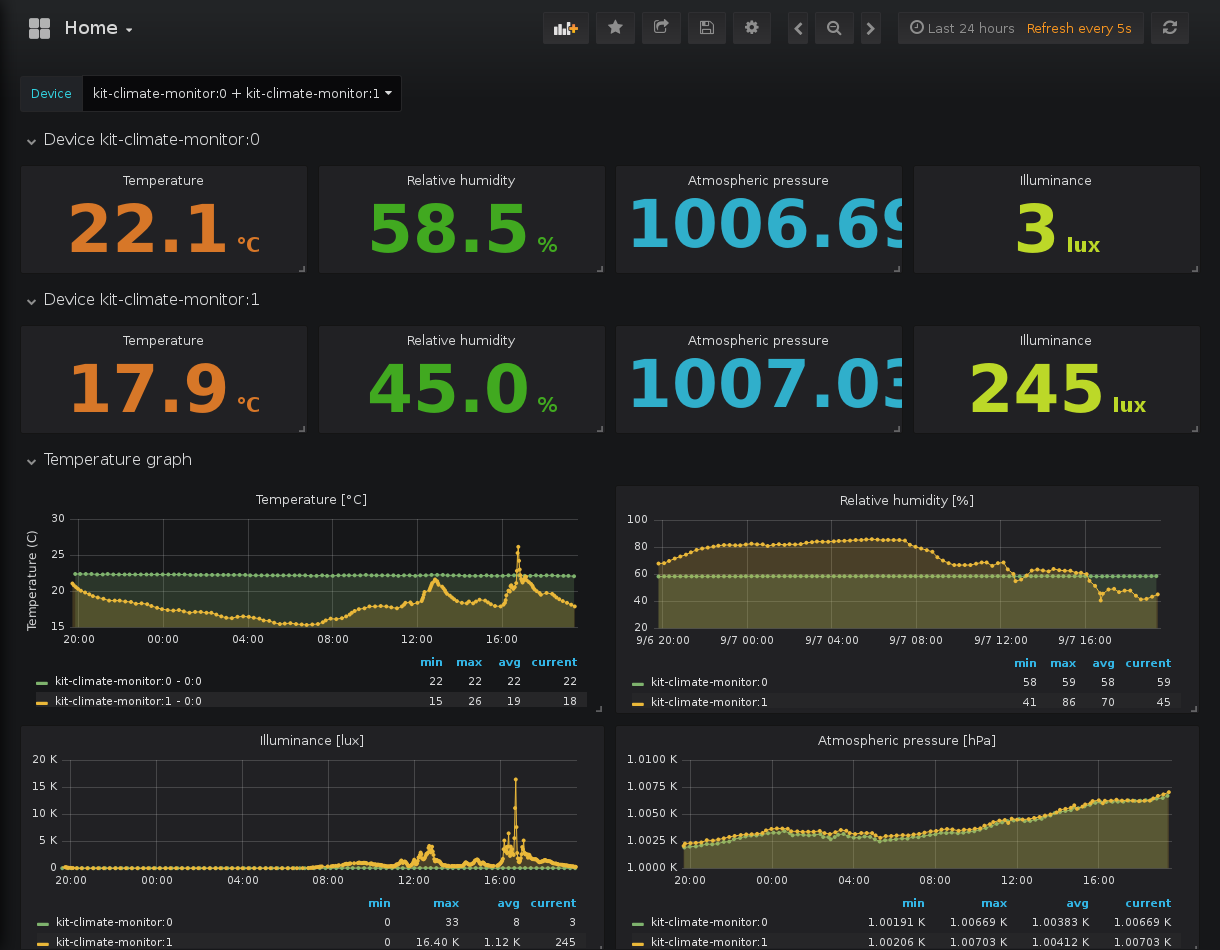 Home
Last 24 hours Refresh every 5s
Device kit-climate-monitor:0 + kit-climate-monitor:1
Device kit-climate-monitor:0
Temperature Relative humidity Atmospheric pressure Illuminance
22.1 °C 58.5 % 1006.69 3 lux
Device kit-climate-monitor:1
Temperature Relative humidity Atmospheric pressure Illuminance
17.9 °C 45.0 % 1007.03 245 lux
Temperature graph
Temperature [°C]
Temperature (C)
30
25
20
15
20:00 00:00 04:00 08:00 12:00 16:00
min max avg current
kit-climate-monitor:0 - 0:0 22 22 22 22
kit-climate-monitor:1 - 0:0 15 26 19 18
Relative humidity [%]
100
80
60
40
20
9/6 20:00 9/7 00:00 9/7 04:00 9/7 08:00 9/7 12:00 9/7 16:00
min max avg current
kit-climate-monitor:0 58 59 58 59
kit-climate-monitor:1 41 86 70 45
Illuminance [lux]
20 K
15 K
10 K
5 K
0
20:00 00:00 04:00 08:00 12:00 16:00
min max avg current
kit-climate-monitor:0 0 33 8 3
kit-climate-monitor:1 0 16.40 K 1.12 K 245
Atmospheric pressure [hPa]
1.0100 K
1.0075 K
1.0050 K
1.0025 K
1.0000 K
20:00 00:00 04:00 08:00 12:00 16:00
min max avg current
kit-climate-monitor:0 1.00191 K 1.00669 K 1.00383 K 1.00669 K
kit-climate-monitor:1 1.00206 K 1.00703 K 1.00412 K 1.00703 K